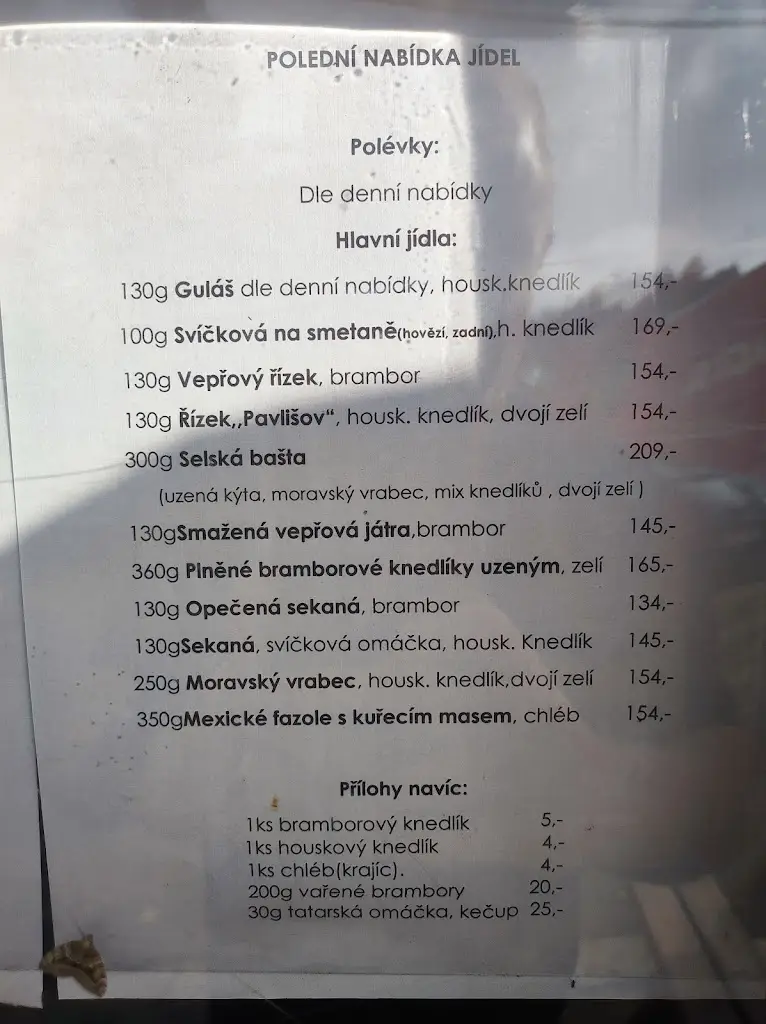 POLEDNÍ NABÍDKA JÍDEL
Polévky:
Dle denní nabídky
Hlavní jídla:
130g Guláš dle denní nabídky, housk.knedlík 154,-
100g Svíčková na smetaně(hovězí, zadní),h. knedlík 169,-
130g Vepřový řízek, brambor 154,-
130g Řízek,,Pavlišov“, housk. knedlík, dvojí zelí 154,-
300g Selská bašta 209,-
(uzená kýta, moravský vrabec, mix knedlíků , dvojí zelí )
130gSmažená vepřová játra,brambor 145,-
360g Plněné bramborové knedlíky uzeným, zelí 165,-
130g Opečená sekaná, brambor 134,-
130gSekaná, svíčková omáčka, housk. Knedlík 145,-
250g Moravský vrabec, housk. knedlík,dvojí zelí 154,-
350gMexické fazole s kuřecím masem, chléb 154,-
Přílohy navíc:
1ks bramborový knedlík 5,-
1ks houskový knedlík 4,-
1ks chléb(krajíc). 4,-
200g vařené brambory 20,-
30g tatarská omáčka, kečup 25,-